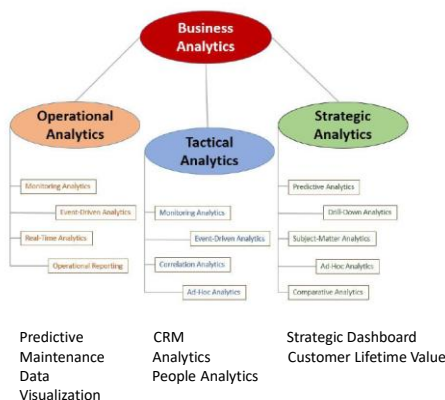 Business
Analytics
Operational
Analytics
Tactical
Analytics
Strategic
Analytics
Monitoring Analytics
Event-Driven Analytics
Real-Time Analytics
Operational Reporting
Monitoring Analytics
Event-Driven Analytics
Correlation Analytics
Ad-Hoc Analytics
Predictive Analytics
Drill-Down Analytics
Subject-Matter Analytics
Ad-Hoc Analytics
Comparative Analytics
Predictive
Maintenance
Data
Visualization
CRM
Analytics
People Analytics
Strategic Dashboard
Customer Lifetime Value